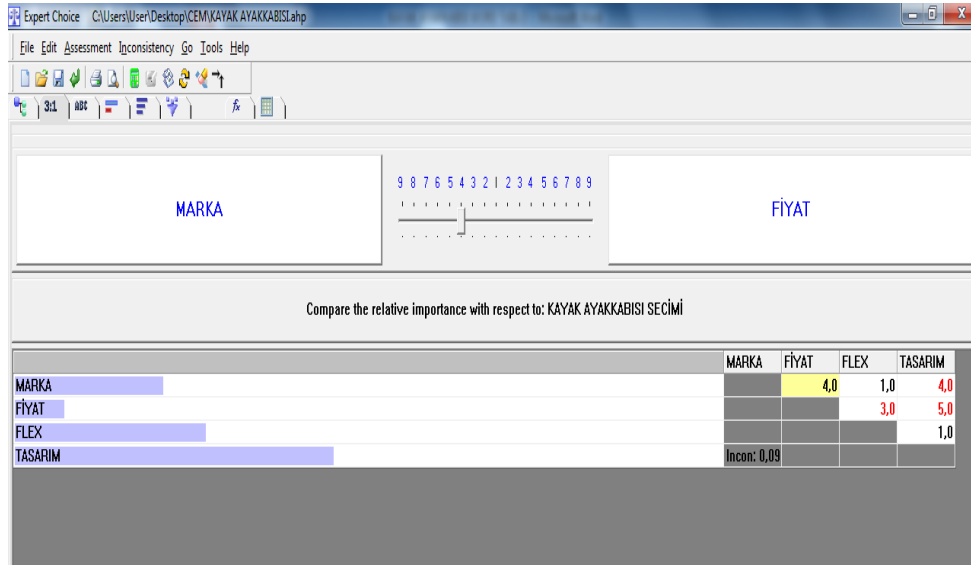 Expert Choice C:\Users\User\Desktop\CEM\KAYAK AYAKKABISI.ahp
File Edit Assessment Inconsistency Go Tools Help
3:1 ABC fx
9 8 7 6 5 4 3 2 1 2 3 4 5 6 7 8 9
MARKA FİYAT
Compare the relative importance with respect to: KAYAK AYAKKABISI SECİMİ
MARKA FİYAT FLEX TASARIM
MARKA 4,0 1,0 4,0
FİYAT 3,0 5,0
FLEX 1,0
TASARIM Incon: 0,09